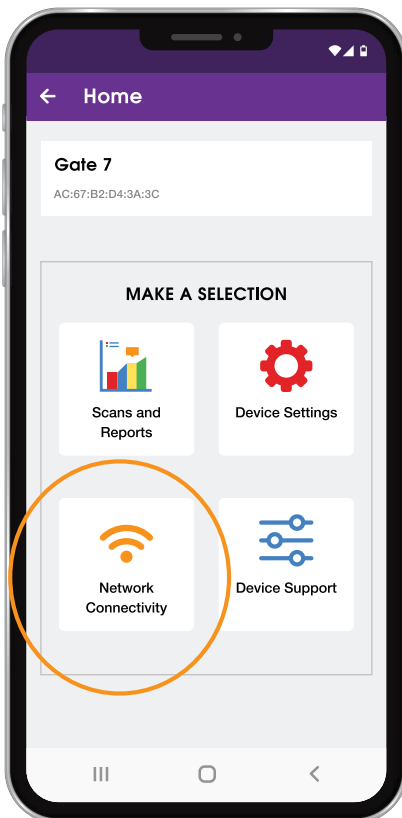 Home
Gate 7
AC:67:B2:D4:3A:3C
MAKE A SELECTION
Scans and
Reports
Device Settings
Network
Connectivity
Device Support